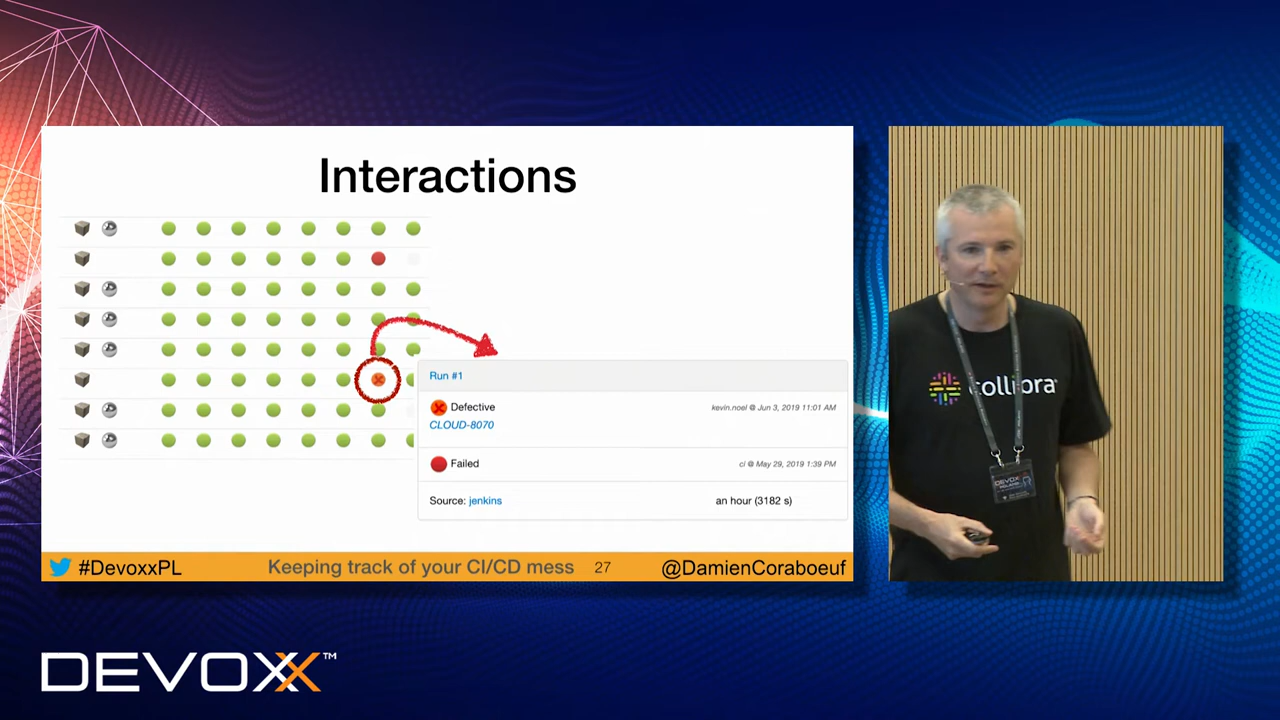 Interactions
Run #1
Defective
kevin.noel @ Jun 3, 2019 11:01 AM
CLOUD-8070
Failed
ci @ May 29, 2019 1:39 PM
Source: jenkins
an hour (3182 s)
#DevoxxPL
Keeping track of your CI/CD mess
27
@DamienCoraboeuf
collibra
DEVOXX
POLAND
DEVOXX™